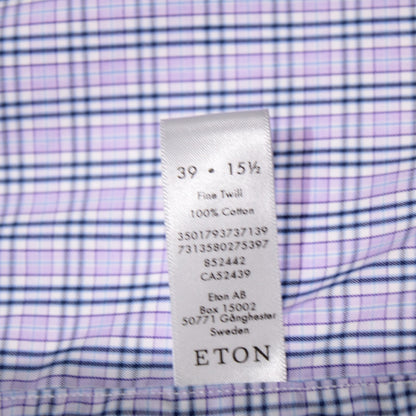 39 • 15½
Fine Twill
100% Cotton
3501793737139
7313580275397
852442
CA52439
Eton AB
Box 15002
50771 Gånghester
Sweden
ETON